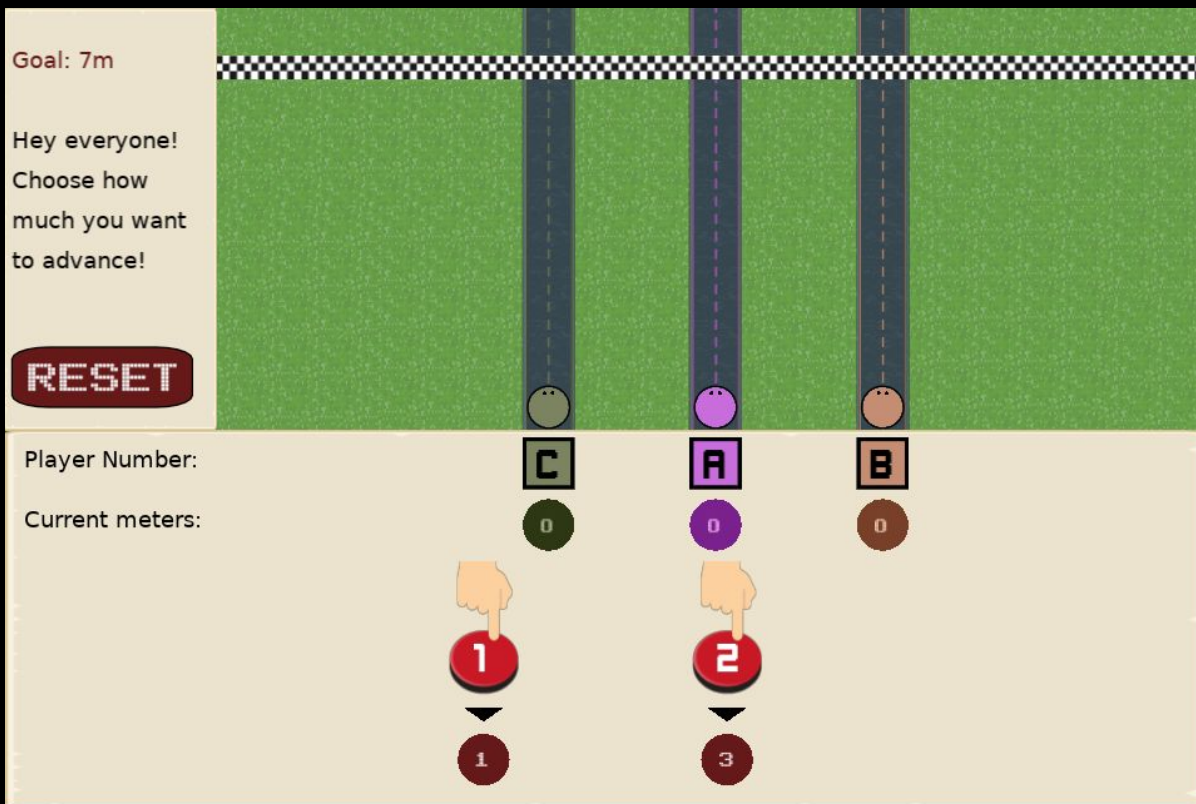 Goal: 7m
Hey everyone!
Choose how
much you want
to advance!
RESET
Player Number:
C A B
Current meters:
0 0 0
1 2
1 3